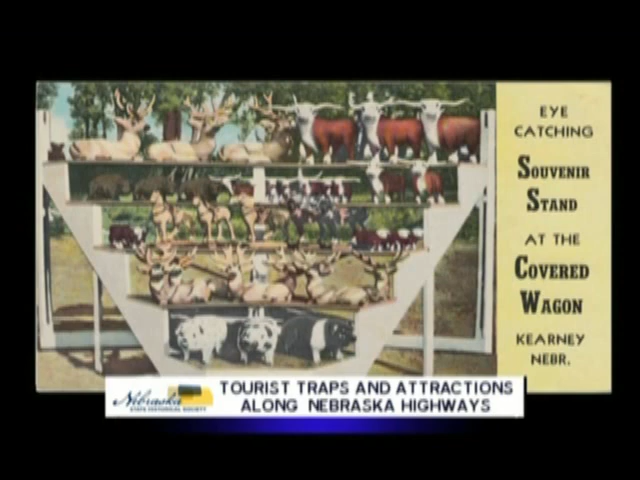 EYE
CATCHING
SOUVENIR
STAND
AT THE
COVERED
WAGON
KEARNEY
NEBR.
Nebraska
STATE HISTORICAL SOCIETY
TOURIST TRAPS AND ATTRACTIONS
ALONG NEBRASKA HIGHWAYS